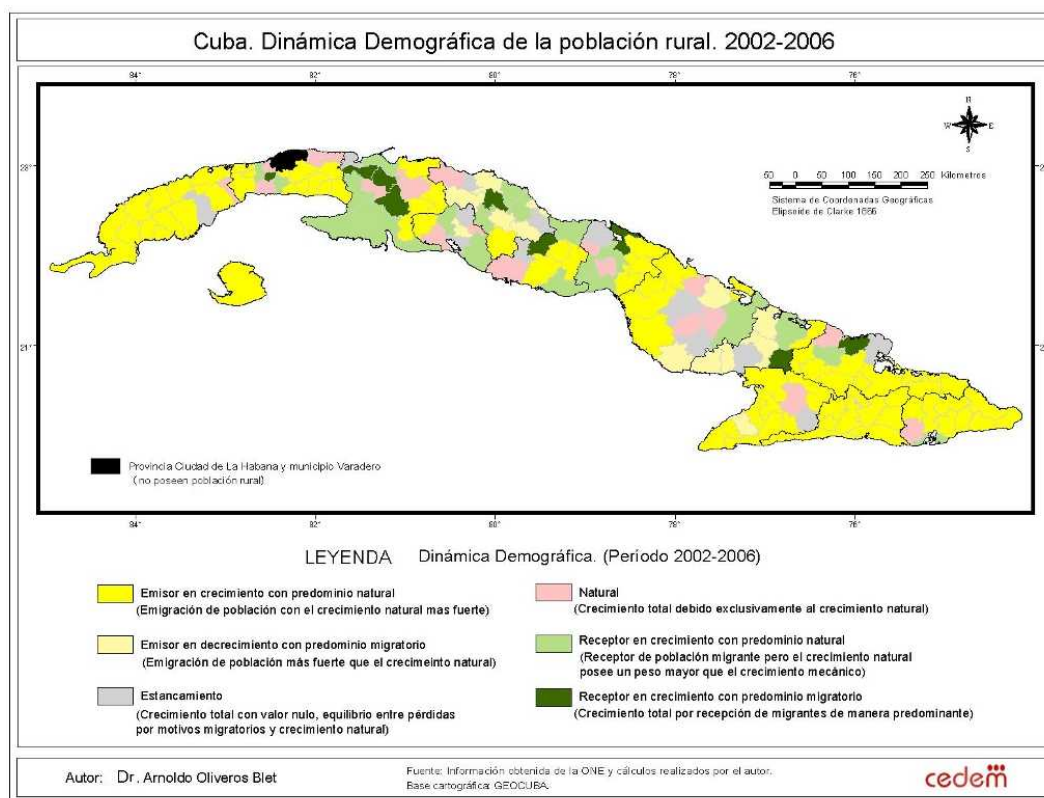 Cuba. Dinámica Demográfica de la población rural. 2002-2006
84° 82° 80° 78° 76°
N
W E
S
50 0 50 100 150 200 250 Kilometros
Sistema de Coordenadas Geográficas
Elipseide de Clarke 1866
21°
Provincia Ciudad de La Habana y municipio Varadero
(no poseen población rural)
84° 82° 80° 78° 76°
LEYENDA Dinámica Demográfica. (Período 2002-2006)
Emisor en crecimiento con predominio natural
(Emigración de población con el crecimiento natural mas fuerte)
Emisor en decrecimiento con predominio migratorio
(Emigración de población más fuerte que el crecimeinto natural)
Estancamiento
(Crecimiento total con valor nulo, equilibrio entre pérdidas
por motivos migratorios y crecimiento natural)
Natural
(Crecimiento total debido exclusivamente al crecimiento natural)
Receptor en crecimiento con predominio natural
(Receptor de población migrante pero el crecimiento natural
posee un peso mayor que el crecimiento mecánico)
Receptor en crecimiento con predominio migratorio
(Crecimiento total por recepción de migrantes de manera predominante)
Autor: Dr. Arnoldo Oliveros Blet
Fuente: Información obtenida de la ONE y cálculos realizados por el autor.
Base cartográfica: GEOCUBA.
cedem